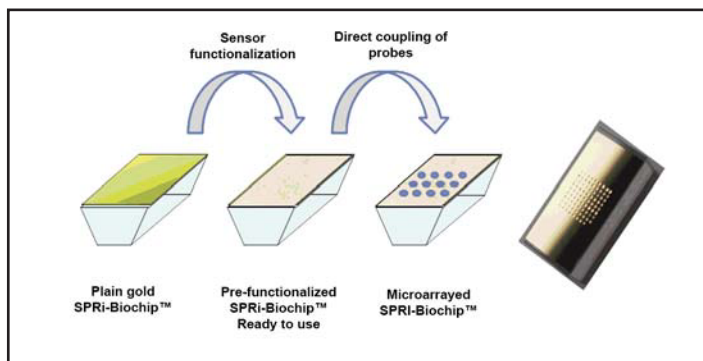 Sensor
functionalization
Direct coupling of
probes
Plain gold
SPRi-Biochip™
Pre-functionalized
SPRi-Biochip™
Ready to use
Microarrayed
SPRI-Biochip™